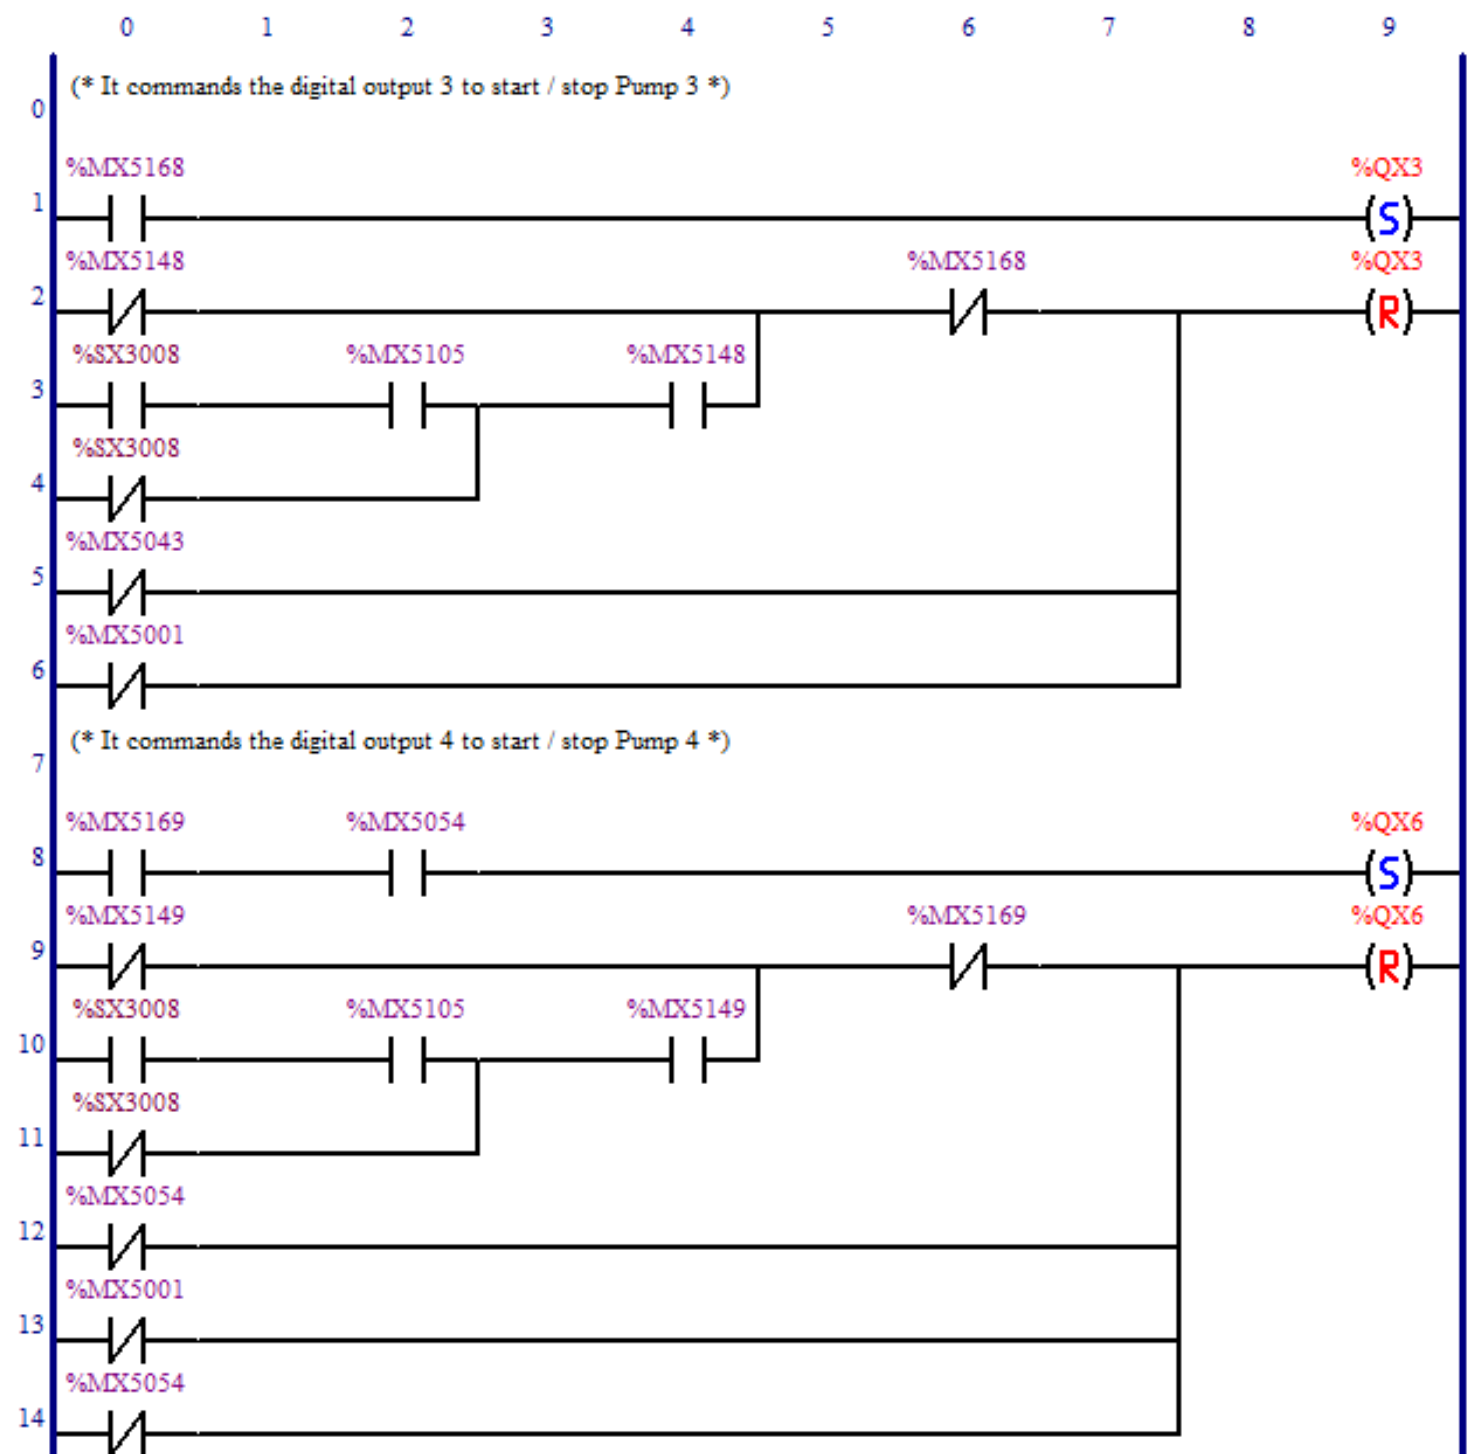 0 1 2 3 4 5 6 7 8 9
(* It commands the digital output 3 to start / stop Pump 3 *)
0
%MX5168 %QX3
1
(S)
%MX5148 %MX5168 %QX3
2
(R)
%SX3008 %MX5105 %MX5148
3
%SX3008
4
%MX5043
5
%MX5001
6
(* It commands the digital output 4 to start / stop Pump 4 *)
7
%MX5169 %MX5054 %QX6
8
(S)
%MX5149 %MX5169 %QX6
9
(R)
%SX3008 %MX5105 %MX5149
10
%SX3008
11
%MX5054
12
%MX5001
13
%MX5054
14